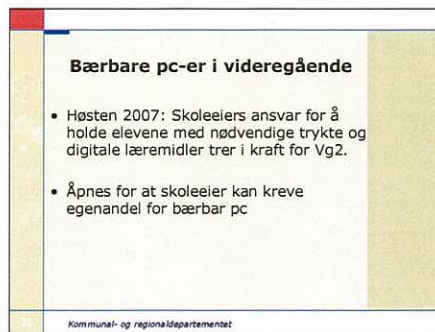 Bærbare pc-er i videregående
• Høsten 2007: Skoleeiers ansvar for å
holde elevene med nødvendige trykte og
digitale læremidler trer i kraft for Vg2.
• Åpnes for at skoleeier kan kreve
egenandel for bærbar pc
Kommunal- og regionaldepartementet